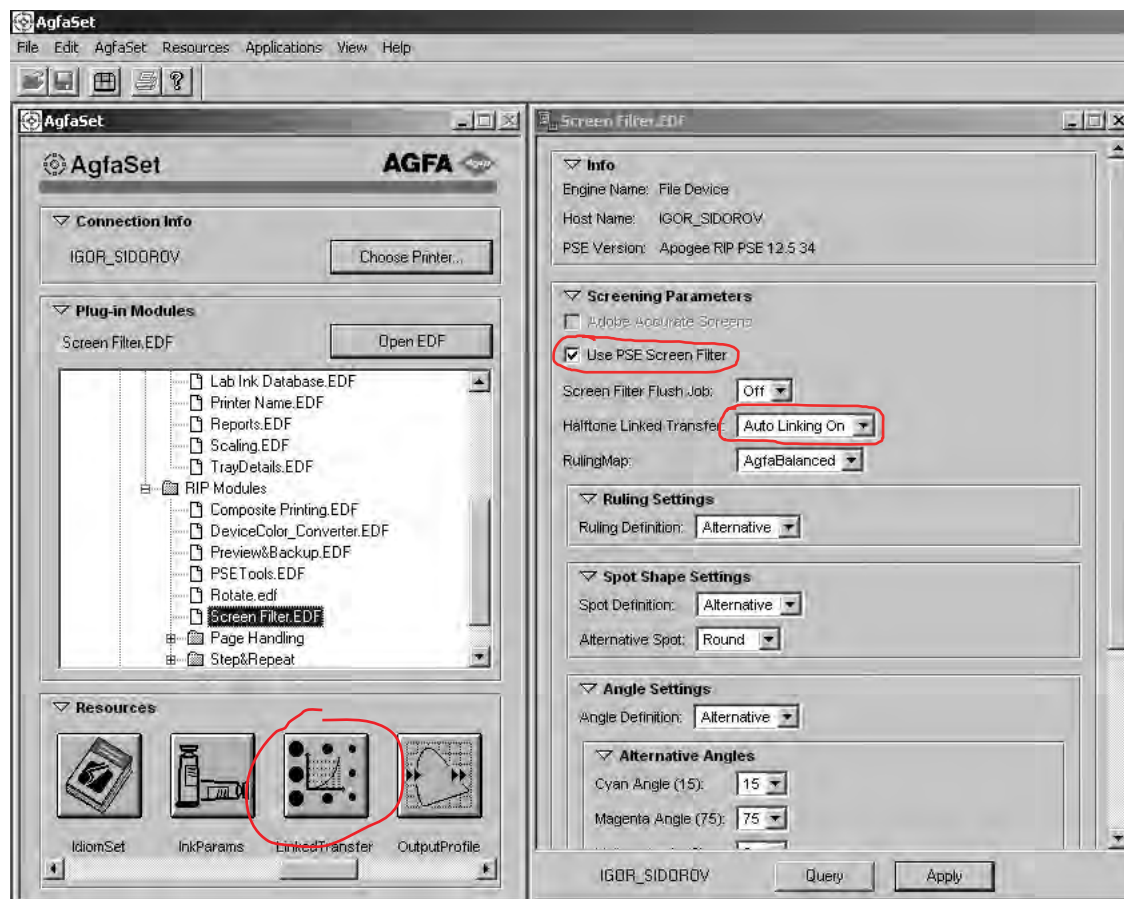 AgfaSet
File Edit AgfaSet Resources Applications View Help
AgfaSet
AgfaSet AGFA
Connection Info
IGOR_SIDOROV Choose Printer...
Plug-in Modules
Screen Filter.EDF Open EDF
Lab Ink Database.EDF
Printer Name.EDF
Reports.EDF
Scaling.EDF
TrayDetails.EDF
RIP Modules
Composite Printing.EDF
DeviceColor_Converter.EDF
Preview&Backup.EDF
PSETools.EDF
Rotate.edf
Screen Filter.EDF
Page Handling
Step&Repeat
Resources
IdiomSet InkParams LinkedTransfer OutputProfile
Screen Filter.EDF
Info
Engine Name: File Device
Host Name: IGOR_SIDOROV
PSE Version: Apogee RIP PSE 12.5 34
Screening Parameters
Adobe Accurate Screens
Use PSE Screen Filter
Screen Filter Flush Job: Off
Halftone Linked Transfer: Auto Linking On
RulingMap: AgfaBalanced
Ruling Settings
Ruling Definition: Alternative
Spot Shape Settings
Spot Definition: Alternative
Alternative Spot: Round
Angle Settings
Angle Definition: Alternative
Alternative Angles
Cyan Angle (15): 15
Magenta Angle (75): 75
IGOR_SIDOROV Query Apply